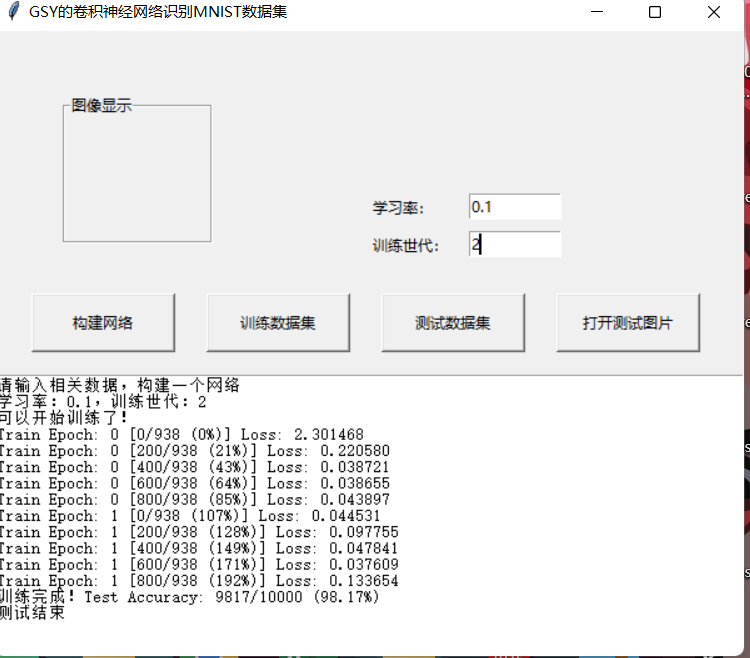 GSY的卷积神经网络识别MNIST数据集
图像显示
学习率：
0.1
训练世代：
2
构建网络
训练数据集
测试数据集
打开测试图片
请输入相关数据，构建一个网络
学习率：0.1，训练世代：2
可以开始训练了！
Train Epoch: 0 [0/938 (0%)] Loss: 2.301468
Train Epoch: 0 [200/938 (21%)] Loss: 0.220580
Train Epoch: 0 [400/938 (43%)] Loss: 0.038721
Train Epoch: 0 [600/938 (64%)] Loss: 0.038655
Train Epoch: 0 [800/938 (85%)] Loss: 0.043897
Train Epoch: 1 [0/938 (107%)] Loss: 0.044531
Train Epoch: 1 [200/938 (128%)] Loss: 0.097755
Train Epoch: 1 [400/938 (149%)] Loss: 0.047841
Train Epoch: 1 [600/938 (171%)] Loss: 0.037609
Train Epoch: 1 [800/938 (192%)] Loss: 0.133654
训练完成！Test Accuracy: 9817/10000 (98.17%)
测试结束